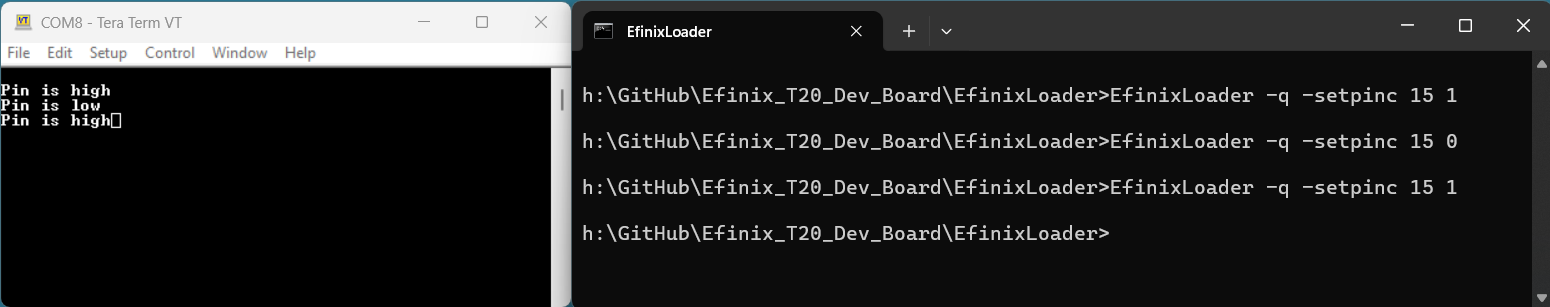 VT COM8 - Tera Term VT
File Edit Setup Control Window Help
Pin is high
Pin is low
Pin is high
EfinixLoader
h:\GitHub\Efinix_T20_Dev_Board\EfinixLoader>EfinixLoader -q -setpinc 15 1
h:\GitHub\Efinix_T20_Dev_Board\EfinixLoader>EfinixLoader -q -setpinc 15 0
h:\GitHub\Efinix_T20_Dev_Board\EfinixLoader>EfinixLoader -q -setpinc 15 1
h:\GitHub\Efinix_T20_Dev_Board\EfinixLoader>